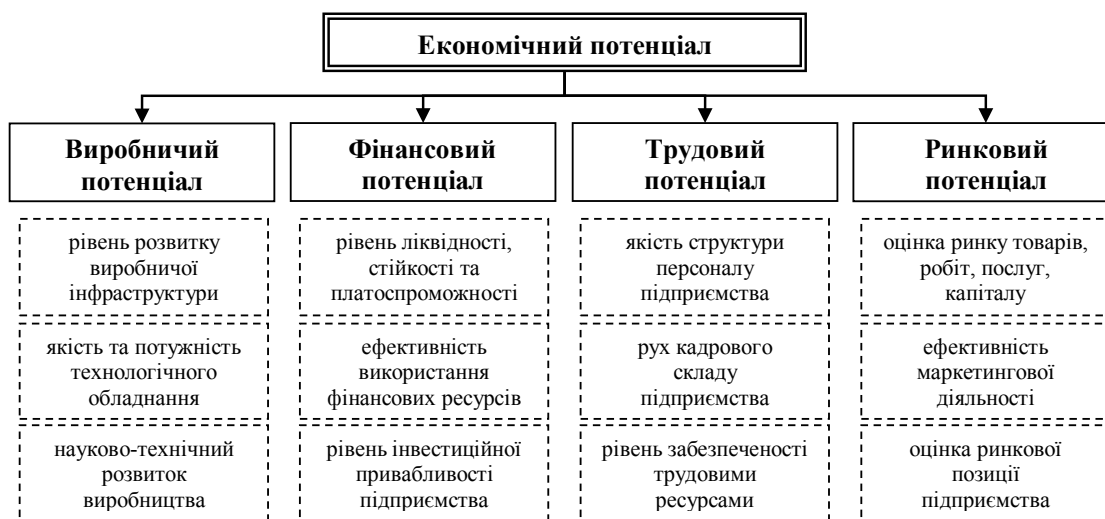 Економічний потенціал
Виробничий
потенціал
рівень розвитку
виробничої
інфраструктури
якість та потужність
технологічного
обладнання
науково-технічний
розвиток
виробництва
Фінансовий
потенціал
рівень ліквідності,
стійкості та
платоспроможності
ефективність
використання
фінансових ресурсів
рівень інвестиційної
привабливості
підприємства
Трудовий
потенціал
якість структури
персоналу
підприємства
рух кадрового
складу
підприємства
рівень забезпеченості
трудовими
ресурсами
Ринковий
потенціал
оцінка ринку товарів,
робіт, послуг,
капіталу
ефективність
маркетингової
діяльності
оцінка ринкової
позиції
підприємства